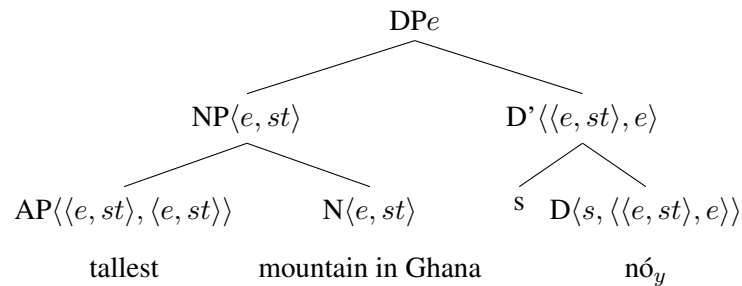 DPe
NP⟨e, st⟩ D’⟨⟨e, st⟩, e⟩
AP⟨⟨e, st⟩, ⟨e, st⟩⟩ N⟨e, st⟩ s D⟨s, ⟨⟨e, st⟩, e⟩⟩
tallest mountain in Ghana nó_y